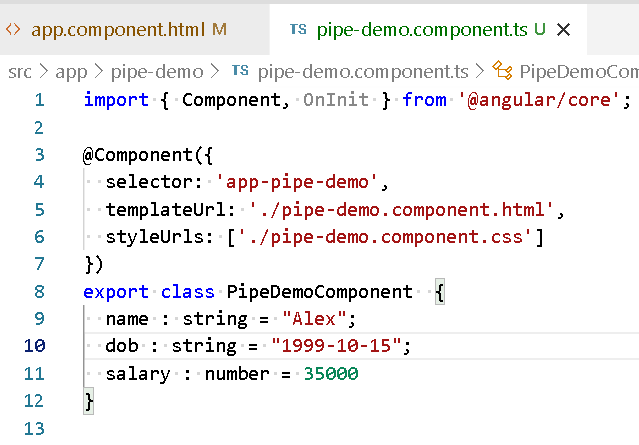 app.component.html M TS pipe-demo.component.ts U ×
src > app > pipe-demo > TS pipe-demo.component.ts > PipeDemoCom
1 import { Component, OnInit } from '@angular/core';
2
3 @Component({
4 selector: 'app-pipe-demo',
5 templateUrl: './pipe-demo.component.html',
6 styleUrls: ['./pipe-demo.component.css']
7 })
8 export class PipeDemoComponent {
9 name : string = "Alex";
10 dob : string = "1999-10-15";
11 salary : number = 35000
12 }
13